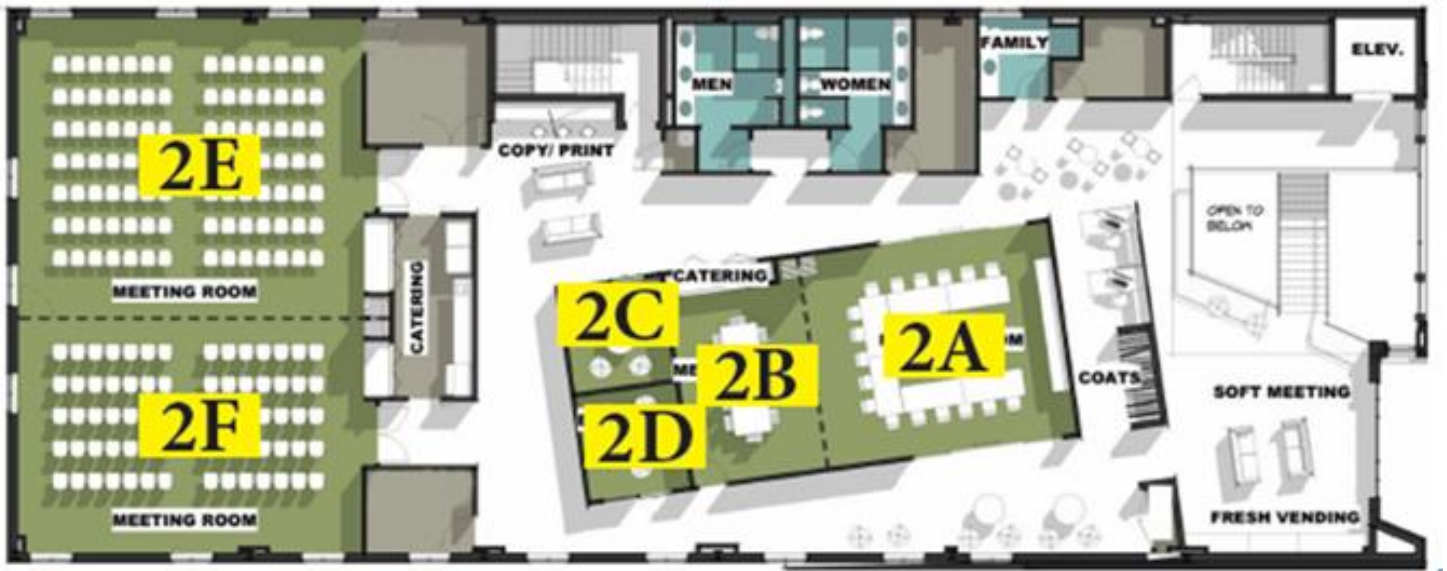 FAMILY
ELEV.
MEN
WOMEN
COPY/ PRINT
2E
OPEN TO
BELOW
CATERING
MEETING ROOM
CATERING
2C
2A
2B
COATS
SOFT MEETING
2F
2D
MEETING ROOM
FRESH VENDING